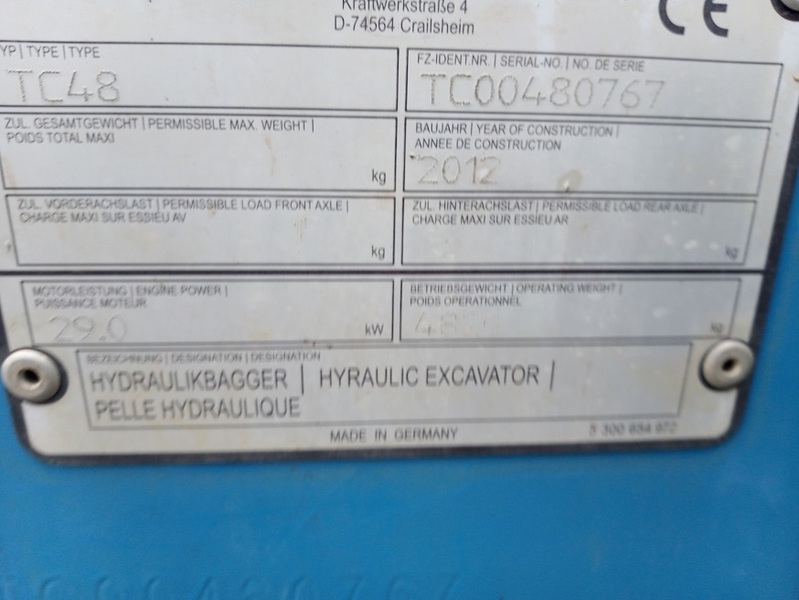 Kraftwerkstraße 4
D-74564 Crailsheim
CE
YP | TYPE | TYPE
TC48
FZ-IDENT.NR. | SERIAL-NO. | NO. DE SERIE
TC00480767
ZUL. GESAMTGEWICHT | PERMISSIBLE MAX. WEIGHT |
POIDS TOTAL MAXI
kg
BAUJAHR | YEAR OF CONSTRUCTION |
ANNEE DE CONSTRUCTION
2012
ZUL. VORDERACHSLAST | PERMISSIBLE LOAD FRONT AXLE |
CHARGE MAXI SUR ESSIEU AV
kg
ZUL. HINTERACHSLAST | PERMISSIBLE LOAD REAR AXLE |
CHARGE MAXI SUR ESSIEU AR
kg
MOTORLEISTUNG | ENGINE POWER |
PUISSANCE MOTEUR
29.0
kW
BETRIEBSGEWICHT | OPERATING WEIGHT |
POIDS OPERATIONNEL
kg
BEZEICHNUNG | DESIGNATION | DESIGNATION
HYDRAULIKBAGGER | HYRAULIC EXCAVATOR |
PELLE HYDRAULIQUE
MADE IN GERMANY
5 300 684 972